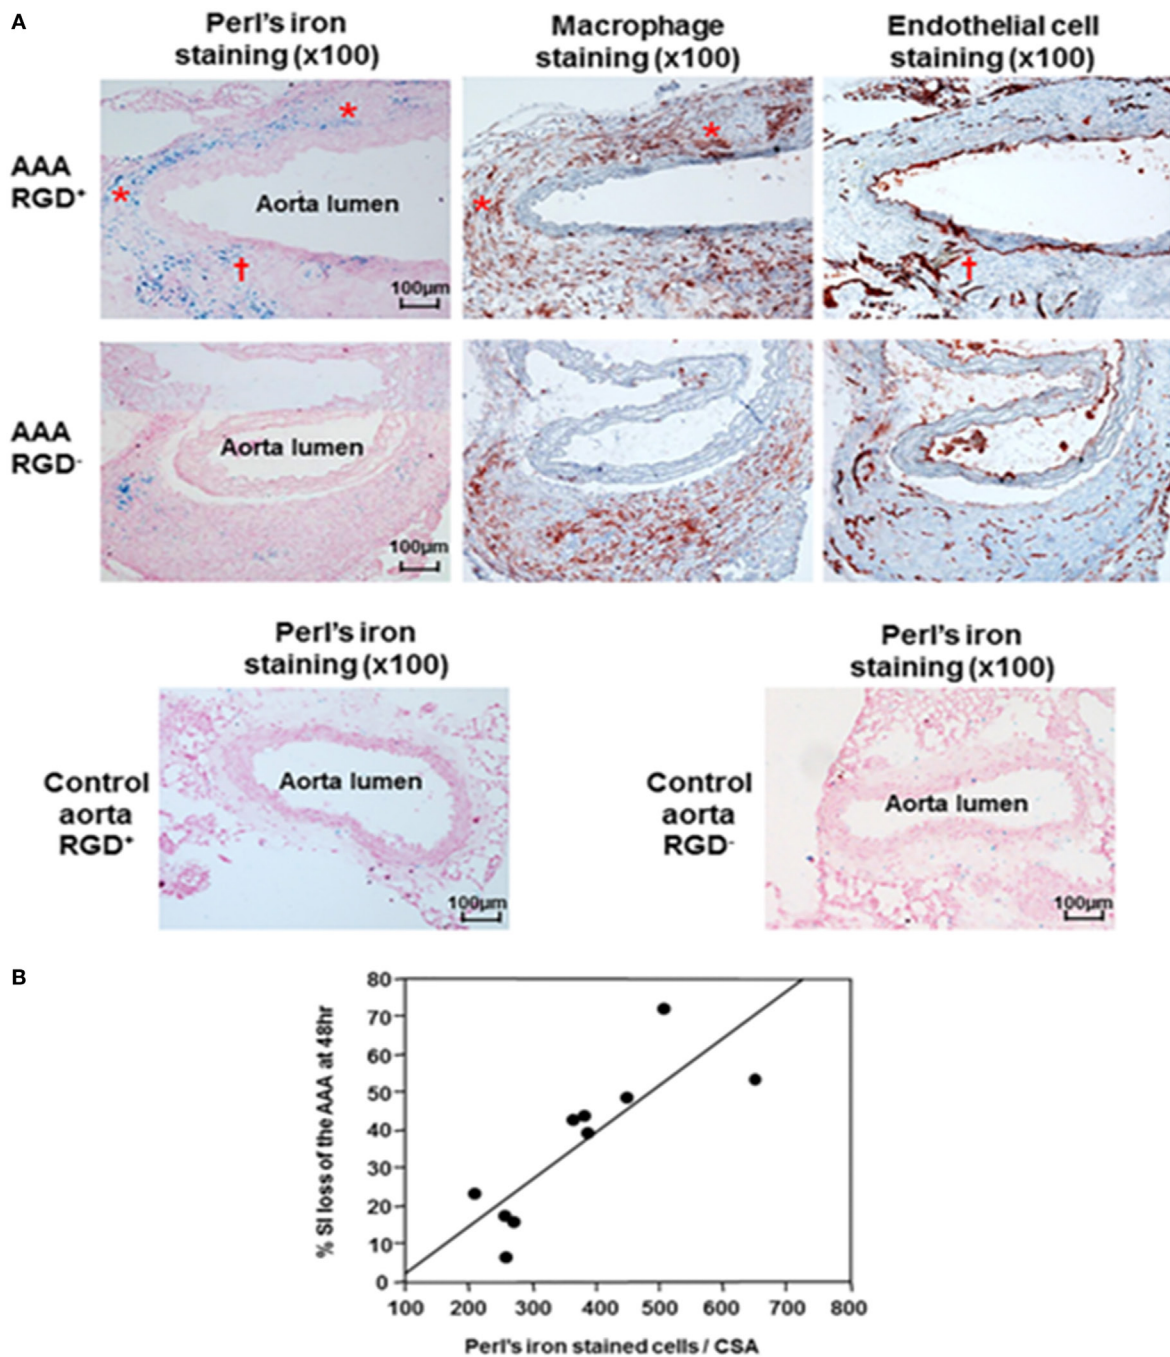 A
Perl's iron
staining (x100)
Macrophage
staining (x100)
Endothelial cell
staining (x100)
AAA
RGD+
*
*
Aorta lumen
†
100μm
*
*
†
AAA
RGD-
Aorta lumen
100μm
Perl's iron
staining (x100)
Perl's iron
staining (x100)
Control
aorta
RGD+
Aorta lumen
100μm
Control
aorta
RGD-
Aorta lumen
100μm
B
% SI loss of the AAA at 48hr
80
70
60
50
40
30
20
10
0
100 200 300 400 500 600 700 800
Perl's iron stained cells / CSA